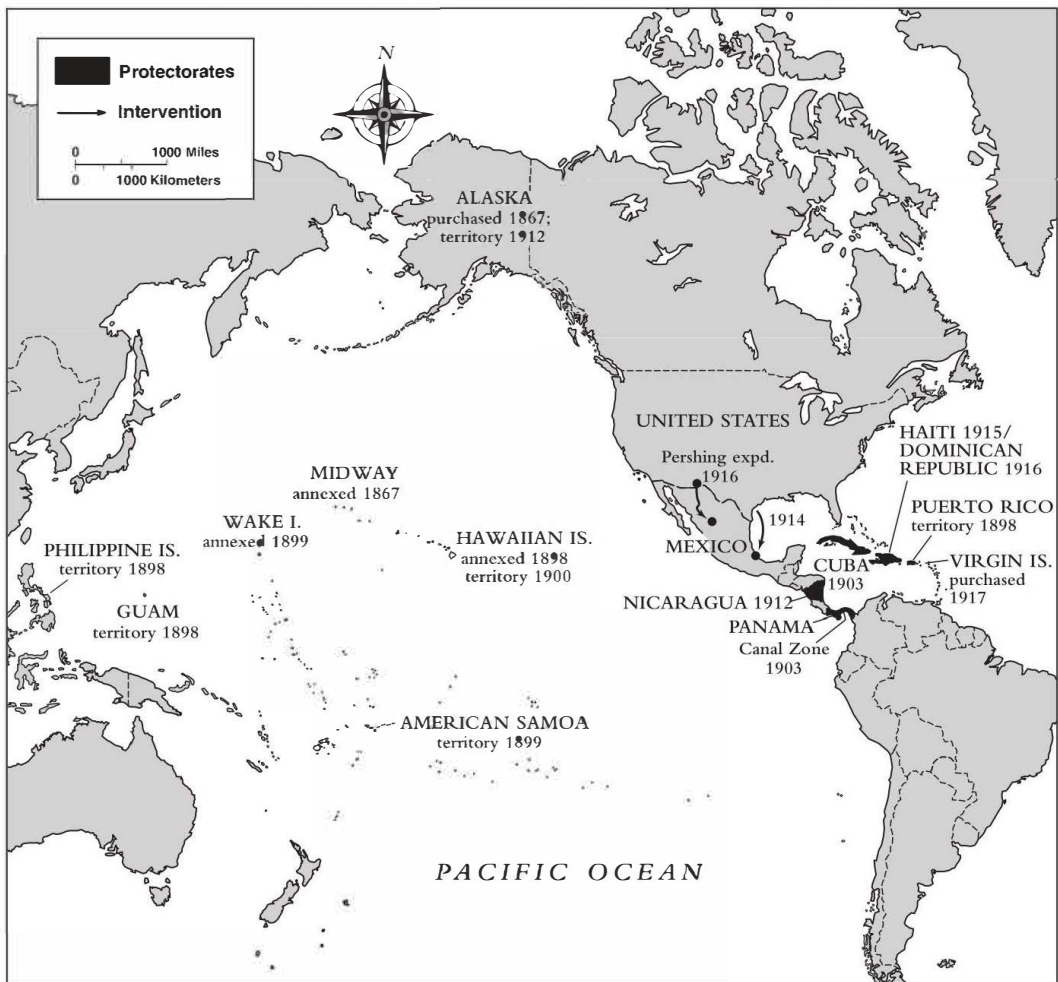 N
Protectorates
Intervention
0 1000 Miles
0 1000 Kilometers
ALASKA
purchased 1867;
territory 1912
UNITED STATES
Pershing expd.
1916
HAITI 1915/
DOMINICAN
REPUBLIC 1916
MIDWAY
annexed 1867
1914
PUERTO RICO
territory 1898
WAKE I.
annexed 1899
HAWAIIAN IS.
annexed 1898
territory 1900
MEXICO
PHILIPPINE IS.
territory 1898
CUBA
1903
VIRGIN IS.
purchased
1917
GUAM
territory 1898
NICARAGUA 1912
PANAMA
Canal Zone
1903
AMERICAN SAMOA
territory 1899
PACIFIC OCEAN